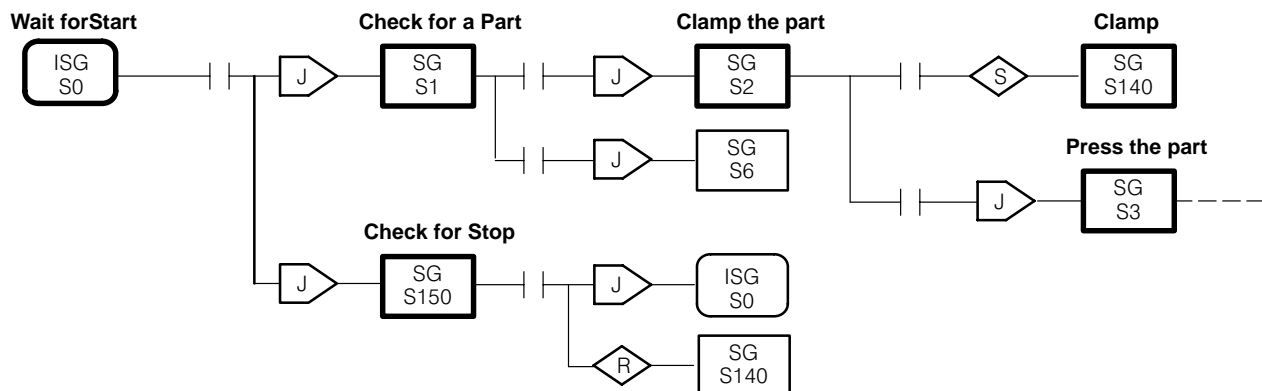 Wait forStart
Check for a Part
Clamp the part
Clamp
ISG
S0
J
SG
S1
J
SG
S2
S
SG
S140
J
SG
S6
Press the part
J
SG
S3
Check for Stop
J
SG
S150
J
ISG
S0
R
SG
S140